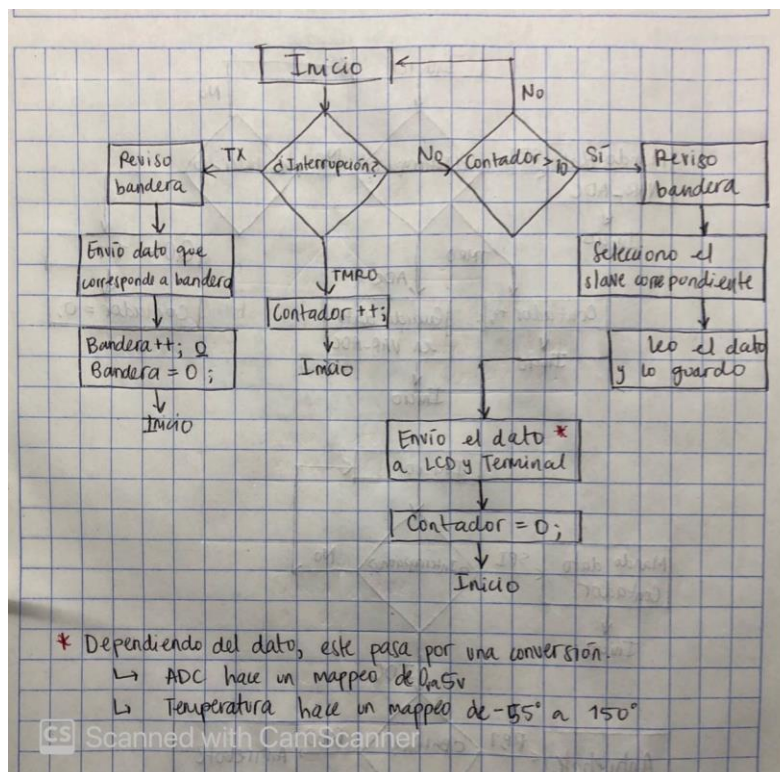 Inicio
No
Reviso
bandera
TX
¿Interrupción?
No
Contador > 10
Sí
Reviso
bandera
Envío dato que
corresponde a bandera
TMR0
Contador ++;
Inicio
Selecciono el
slave correpondiente
Bandera++; o
Bandera = 0;
Inicio
Leo el dato
y lo guardo
Envío el dato *
a LCD y Terminal
Contador = 0;
Inicio
* Dependiendo del dato, este pasa por una conversión.
↳ ADC hace un mappeo de 0 a 5v
↳ Temperatura hace un mappeo de -55° a 150°
CS Scanned with CamScanner